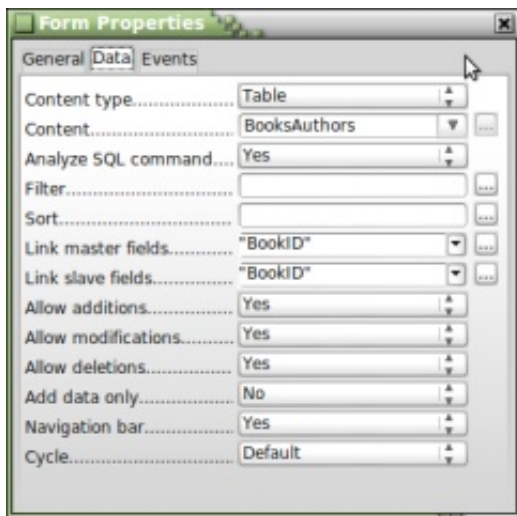 Form Properties
General Data Events
Content type.................. Table
Content........................ BooksAuthors
Analyze SQL command.... Yes
Filter............................
Sort..............................
Link master fields............ "BookID"
Link slave fields.............. "BookID"
Allow additions............... Yes
Allow modifications.......... Yes
Allow deletions............... Yes
Add data only................. No
Navigation bar................ Yes
Cycle............................ Default